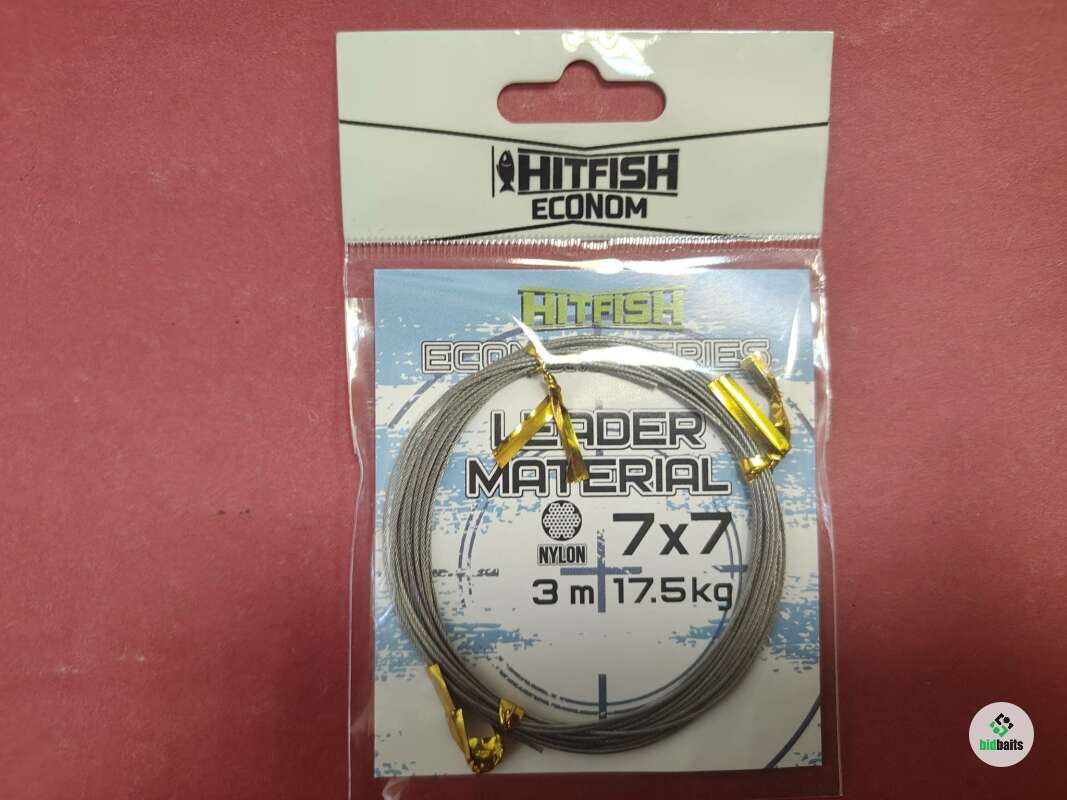 HITFISH
ECONOM
HITFISH
LEADER
MATERIAL
NYLON
7x7
3 m 17.5kg
bidbaits